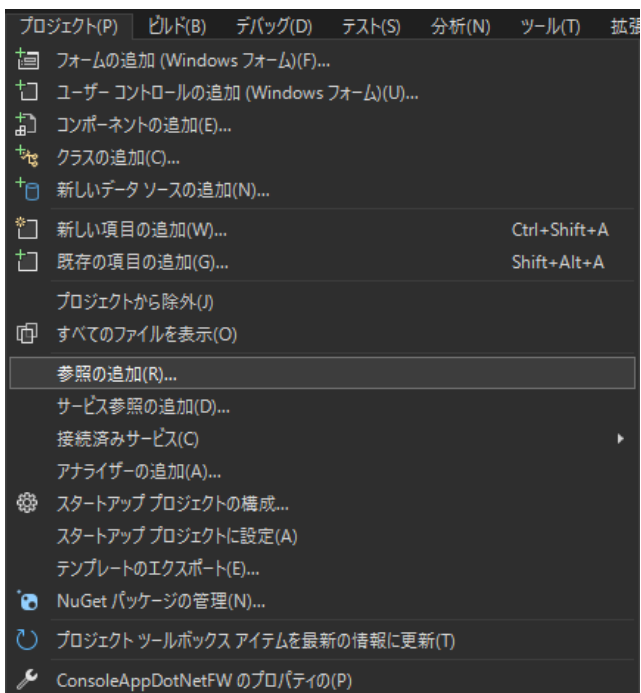 プロジェクト(P) ビルド(B) デバッグ(D) テスト(S) 分析(N) ツール(T) 拡張
フォームの追加 (Windows フォーム)(F)...
ユーザー コントロールの追加 (Windows フォーム)(U)...
コンポーネントの追加(E)...
クラスの追加(C)...
新しいデータ ソースの追加(N)...
新しい項目の追加(W)... Ctrl+Shift+A
既存の項目の追加(G)... Shift+Alt+A
プロジェクトから除外(J)
すべてのファイルを表示(O)
参照の追加(R)...
サービス参照の追加(D)...
接続済みサービス(C)
アナライザーの追加(A)...
スタートアップ プロジェクトの構成...
スタートアップ プロジェクトに設定(A)
テンプレートのエクスポート(E)...
NuGet パッケージの管理(N)...
プロジェクト ツールボックス アイテムを最新の情報に更新(T)
ConsoleAppDotNetFW のプロパティの(P)